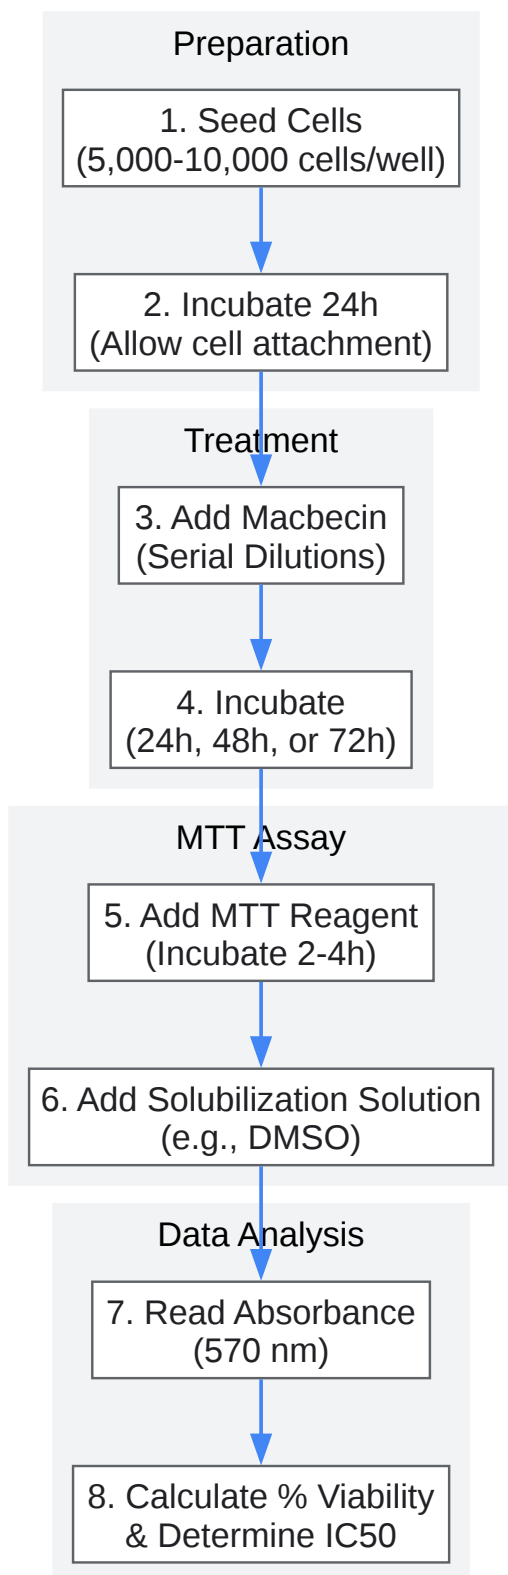 Preparation
1. Seed Cells
(5,000-10,000 cells/well)
2. Incubate 24h
(Allow cell attachment)
Treatment
3. Add Macbecin
(Serial Dilutions)
4. Incubate
(24h, 48h, or 72h)
MTT Assay
5. Add MTT Reagent
(Incubate 2-4h)
6. Add Solubilization Solution
(e.g., DMSO)
Data Analysis
7. Read Absorbance
(570 nm)
8. Calculate % Viability
& Determine IC50